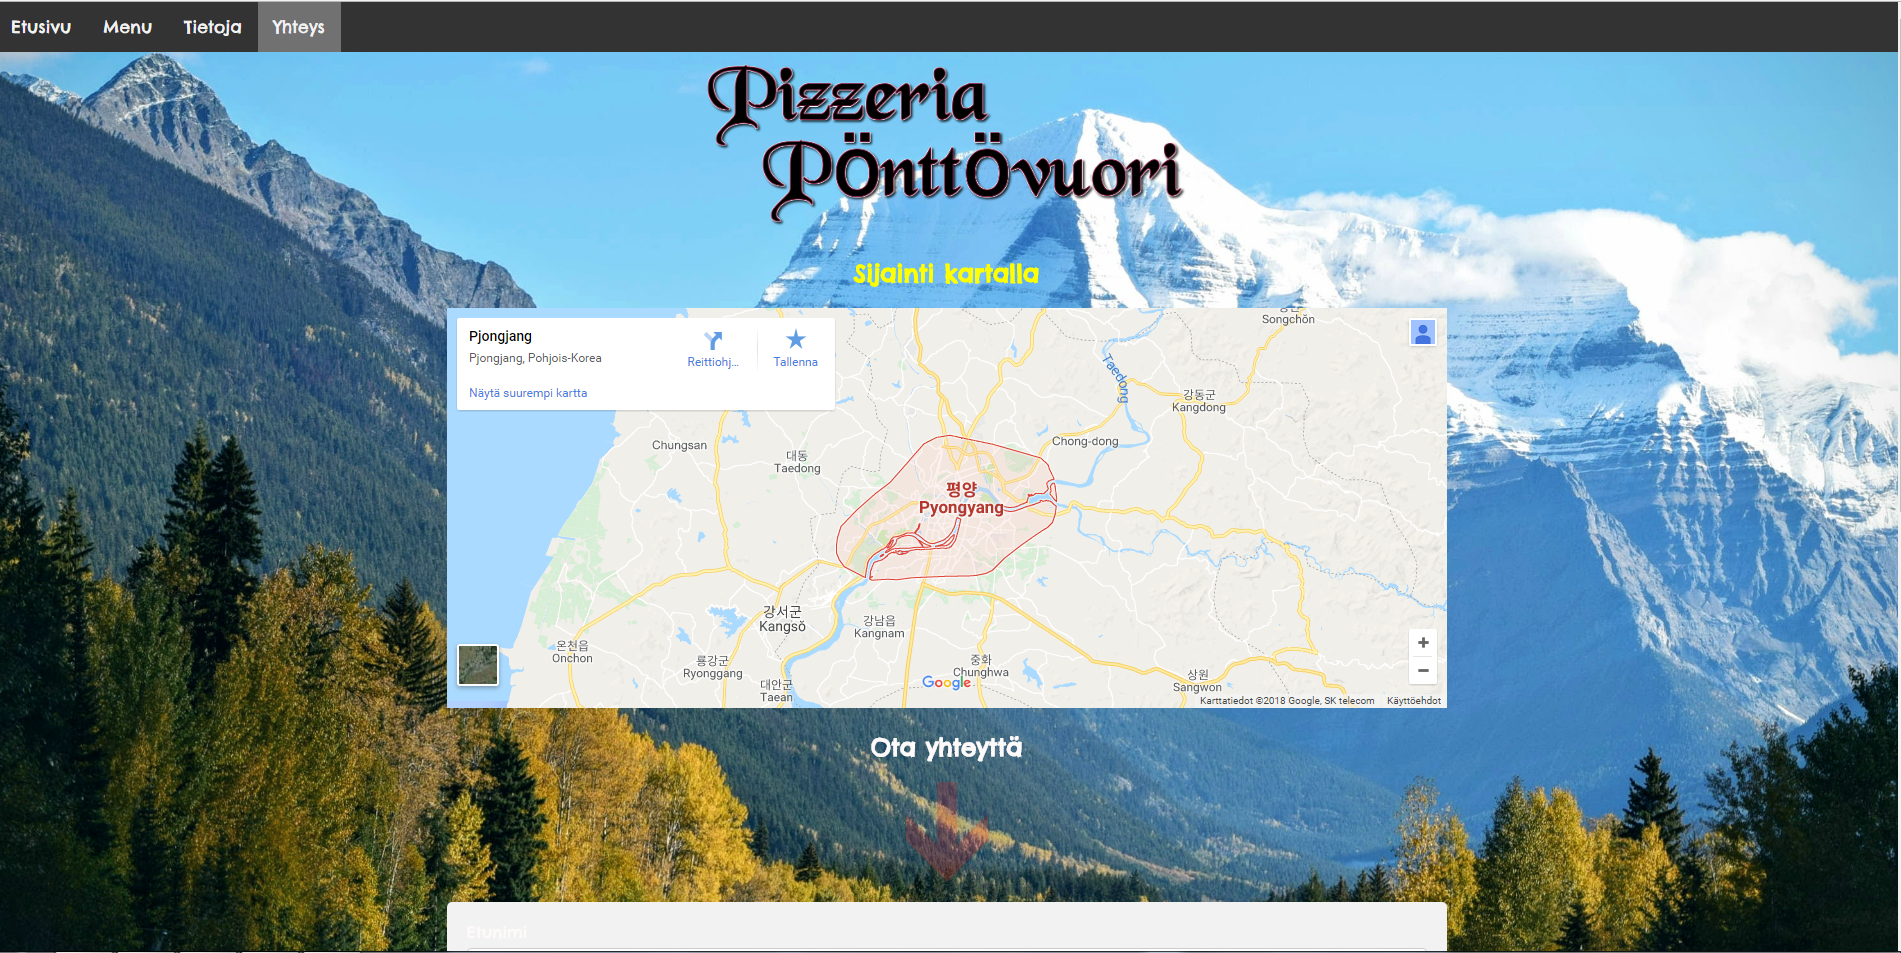 Etusivu Menu Tietoja Yhteys
Pizzeria
PÖnttÖvuori
Sijainti kartalla
Pjongjang
Pjongjang, Pohjois-Korea
Reittiohj...
Tallenna
Näytä suurempi kartta
Songchŏn
Taedong
강동군
Kangdong
Chungsan
Chong-dong
대동
Taedong
평양
Pyongyang
강서군
Kangsŏ
강남읍
Kangnam
온천읍
Onchon
룡강군
Ryonggang
중화
Chunghwa
대안군
Taean
상원
Sangwon
Google
+
−
Karttatiedot ©2018 Google, SK telecom Käyttöehdot
Ota yhteyttä
Etunimi